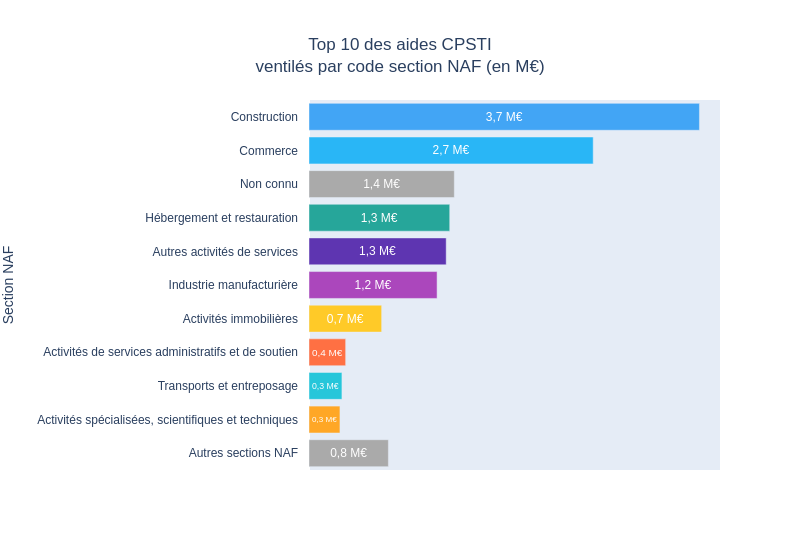 Top 10 des aides CPSTI
ventilés par code section NAF (en M€)
Section NAF
Construction 3,7 M€
Commerce 2,7 M€
Non connu 1,4 M€
Hébergement et restauration 1,3 M€
Autres activités de services 1,3 M€
Industrie manufacturière 1,2 M€
Activités immobilières 0,7 M€
Activités de services administratifs et de soutien 0,4 M€
Transports et entreposage 0,3 M€
Activités spécialisées, scientifiques et techniques 0,3 M€
Autres sections NAF 0,8 M€